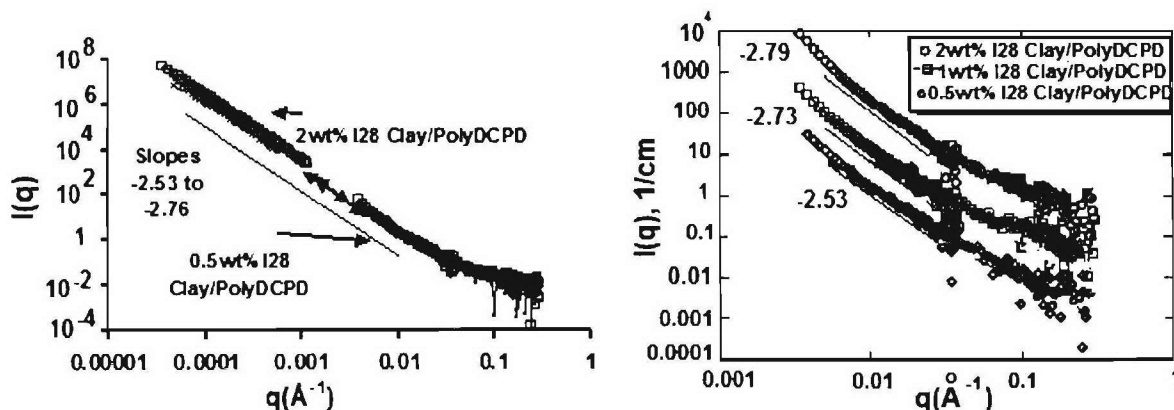 10^8
10^6
10^4
10^2
1
10^-2
10^-4
I(q)
2wt% I28 Clay/PolyDCPD
Slopes
-2.53 to
-2.76
0.5wt% I28
Clay/PolyDCPD
0.00001 0.0001 0.01 0.1 1
q(Å^-1)
10^4
1000
100
10
1
0.1
0.01
0.001
0.0001
I(q), 1/cm
2wt% I28 Clay/PolyDCPD
1wt% I28 Clay/PolyDCPD
0.5wt% I28 Clay/PolyDCPD
-2.79
-2.73
-2.53
0.001 0.01 0.1 1
q(Å^-1)